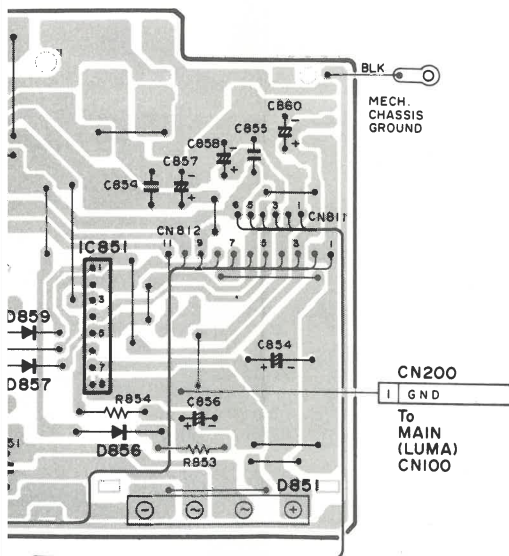 BLK
MECH.
CHASSIS
GROUND
C860
C858
C855
C857
C859
CN811
6 5 3 1
CN812
11 9 7 5 3 1
IC851
1
3
5
7
8
D859
D857
C854
CN200
1 GND
To
MAIN
(LUMA)
CN100
R854
C856
D856
R853
D851
- ~ ~ +
51